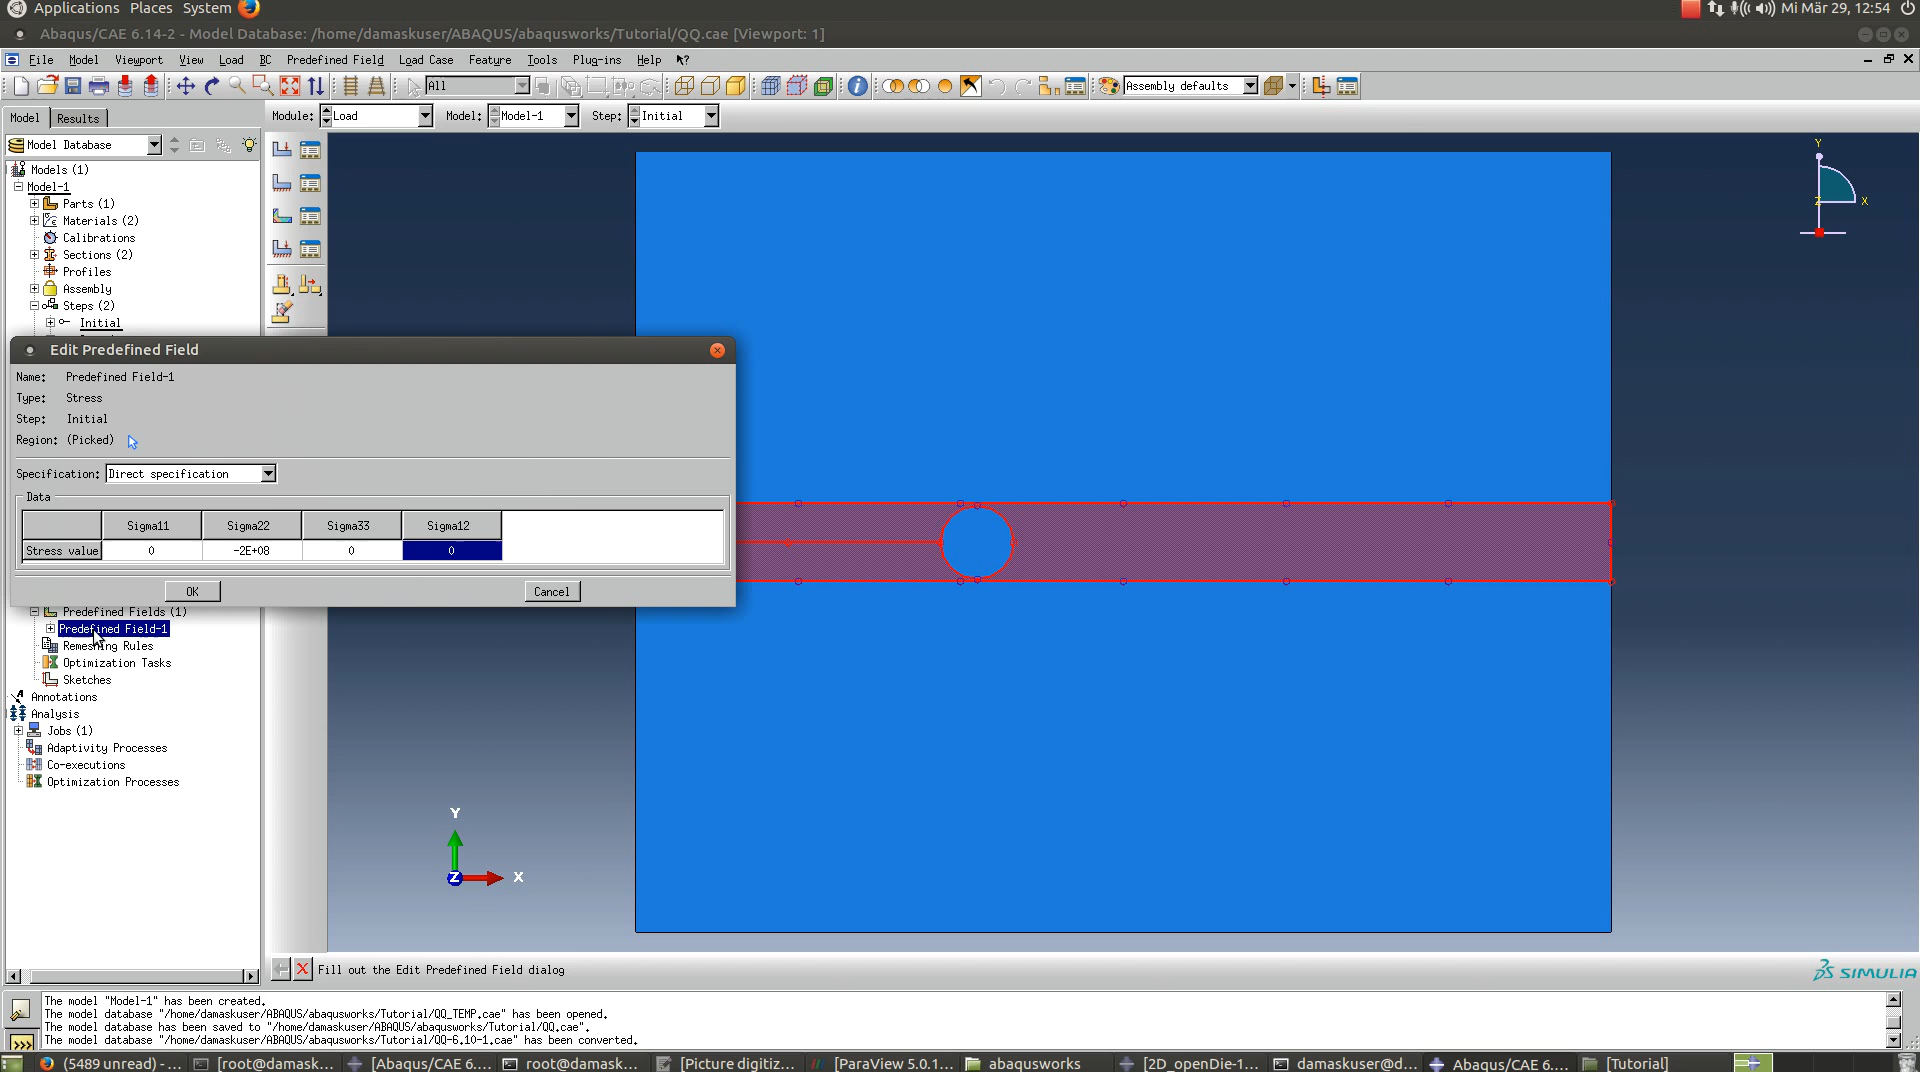 Applications Places System Mi Mär 29, 12:54
Abaqus/CAE 6.14-2 - Model Database: /home/damaskuser/ABAQUS/abaqusworks/Tutorial/QQ.cae [Viewport: 1]
File Model Viewport View Load BC Predefined Field Load Case Feature Tools Plug-ins Help
All Assembly defaults
Model Results Module: Load Model: Model-1 Step: Initial
Model Database
Models (1)
Model-1
Parts (1)
Materials (2)
Calibrations
Sections (2)
Profiles
Assembly
Steps (2)
Initial
Edit Predefined Field
Name: Predefined Field-1
Type: Stress
Step: Initial
Region: (Picked)
Specification: Direct specification
Data
Sigma11 Sigma22 Sigma33 Sigma12
Stress value 0 -2E+08 0 0
OK Cancel
Predefined Fields (1)
Predefined Field-1
Remeshing Rules
Optimization Tasks
Sketches
Annotations
Analysis
Jobs (1)
Adaptivity Processes
Co-executions
Optimization Processes
Y
Z X
Y
Z X
Fill out the Edit Predefined Field dialog
SIMULIA
The model "Model-1" has been created.
The model database "/home/damaskuser/ABAQUS/abaqusworks/Tutorial/QQ_TEMP.cae" has been opened.
The model database has been saved to "/home/damaskuser/ABAQUS/abaqusworks/Tutorial/QQ.cae".
The model database "/home/damaskuser/ABAQUS/abaqusworks/Tutorial/QQ-6.10-1.cae" has been converted.
>>>
(5489 unread) - ... [root@damask... [Abaqus/CAE 6.... root@damask... [Picture digitiz... [ParaView 5.0.1... abaqusworks [2D_openDie-1... damaskuser@d... Abaqus/CAE 6.... [Tutorial]